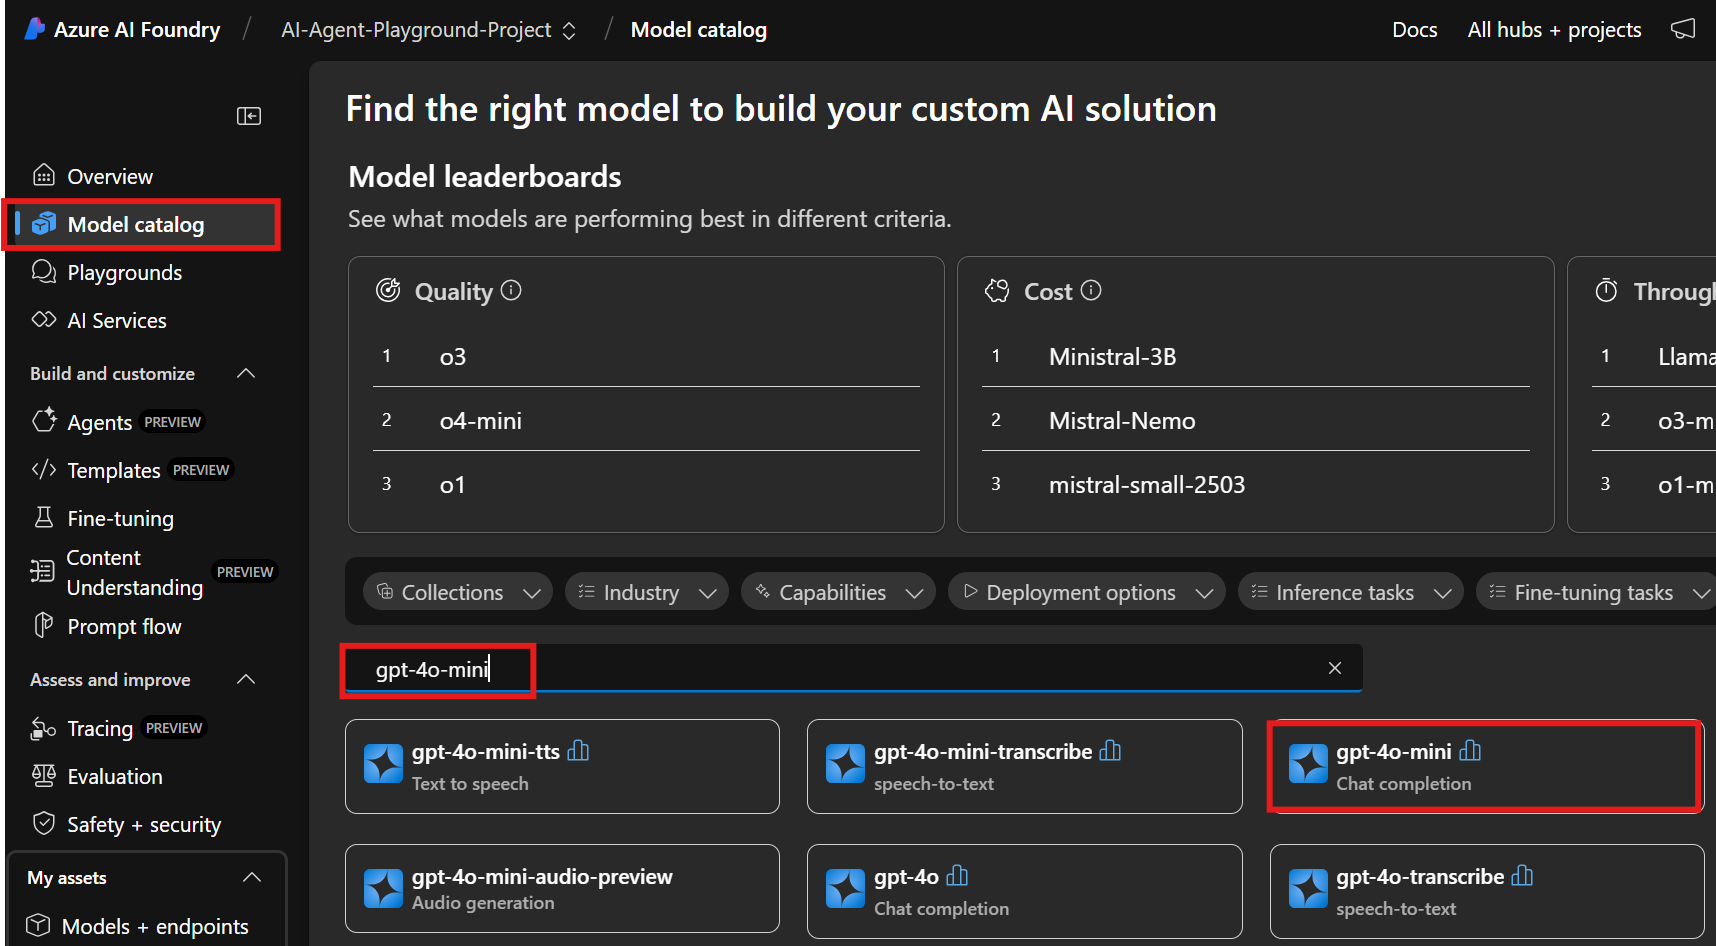 Azure AI Foundry / AI-Agent-Playground-Project / Model catalog
Docs
All hubs + projects
Overview
Model catalog
Playgrounds
AI Services
Build and customize
Agents PREVIEW
Templates PREVIEW
Fine-tuning
Content
Understanding PREVIEW
Prompt flow
Assess and improve
Tracing PREVIEW
Evaluation
Safety + security
My assets
Models + endpoints
Find the right model to build your custom AI solution
Model leaderboards
See what models are performing best in different criteria.
Quality
1 o3
2 o4-mini
3 o1
Cost
1 Ministral-3B
2 Mistral-Nemo
3 mistral-small-2503
Through
1 Llama
2 o3-m
3 o1-m
Collections
Industry
Capabilities
Deployment options
Inference tasks
Fine-tuning tasks
gpt-4o-mini
gpt-4o-mini-tts
Text to speech
gpt-4o-mini-transcribe
speech-to-text
gpt-4o-mini
Chat completion
gpt-4o-mini-audio-preview
Audio generation
gpt-4o
Chat completion
gpt-4o-transcribe
speech-to-text